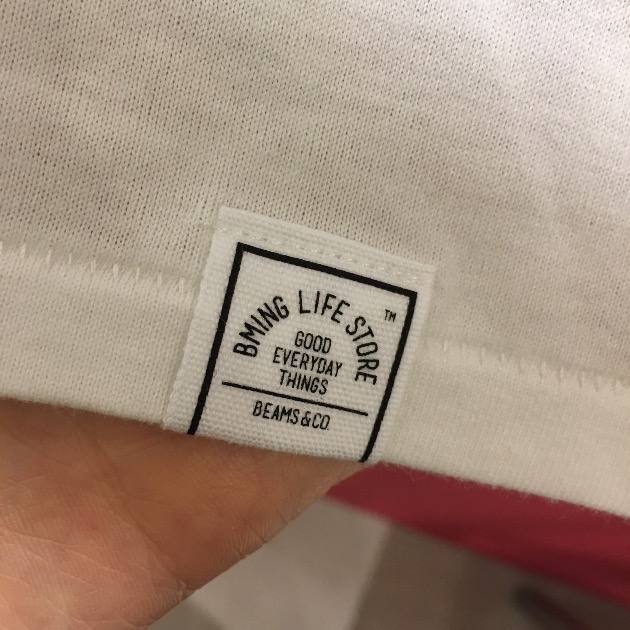 BMING LIFE STORE
™
GOOD
EVERYDAY
THINGS
BEAMS&CO.